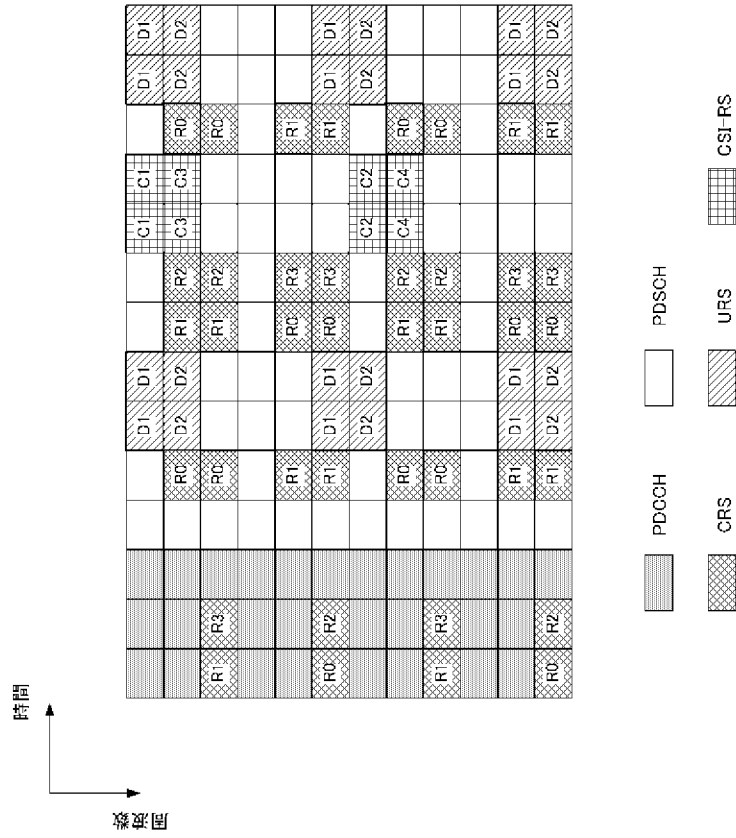 時間
周波数
D1 D1 C1 C1 D1 D1
R0 D2 D2 R1 R2 C3 C3 R0 D2 D2
R1 R3 R0 R1 R2 R0
R1 R0 R3 R1
R0 R2 R1 D1 D1 R0 R3 R1 D1 D1
D2 D2 C2 C2 D2 D2
R0 R1 R2 C4 C4 R0
R1 R3 R0 R1 R2 R0
R1 D1 D1 R0 R3 R1 D1 D1
R0 R2 R1 D2 D2 R0 R3 R1 D2 D2
PDCCH PDSCH
CRS URS CSI-RS